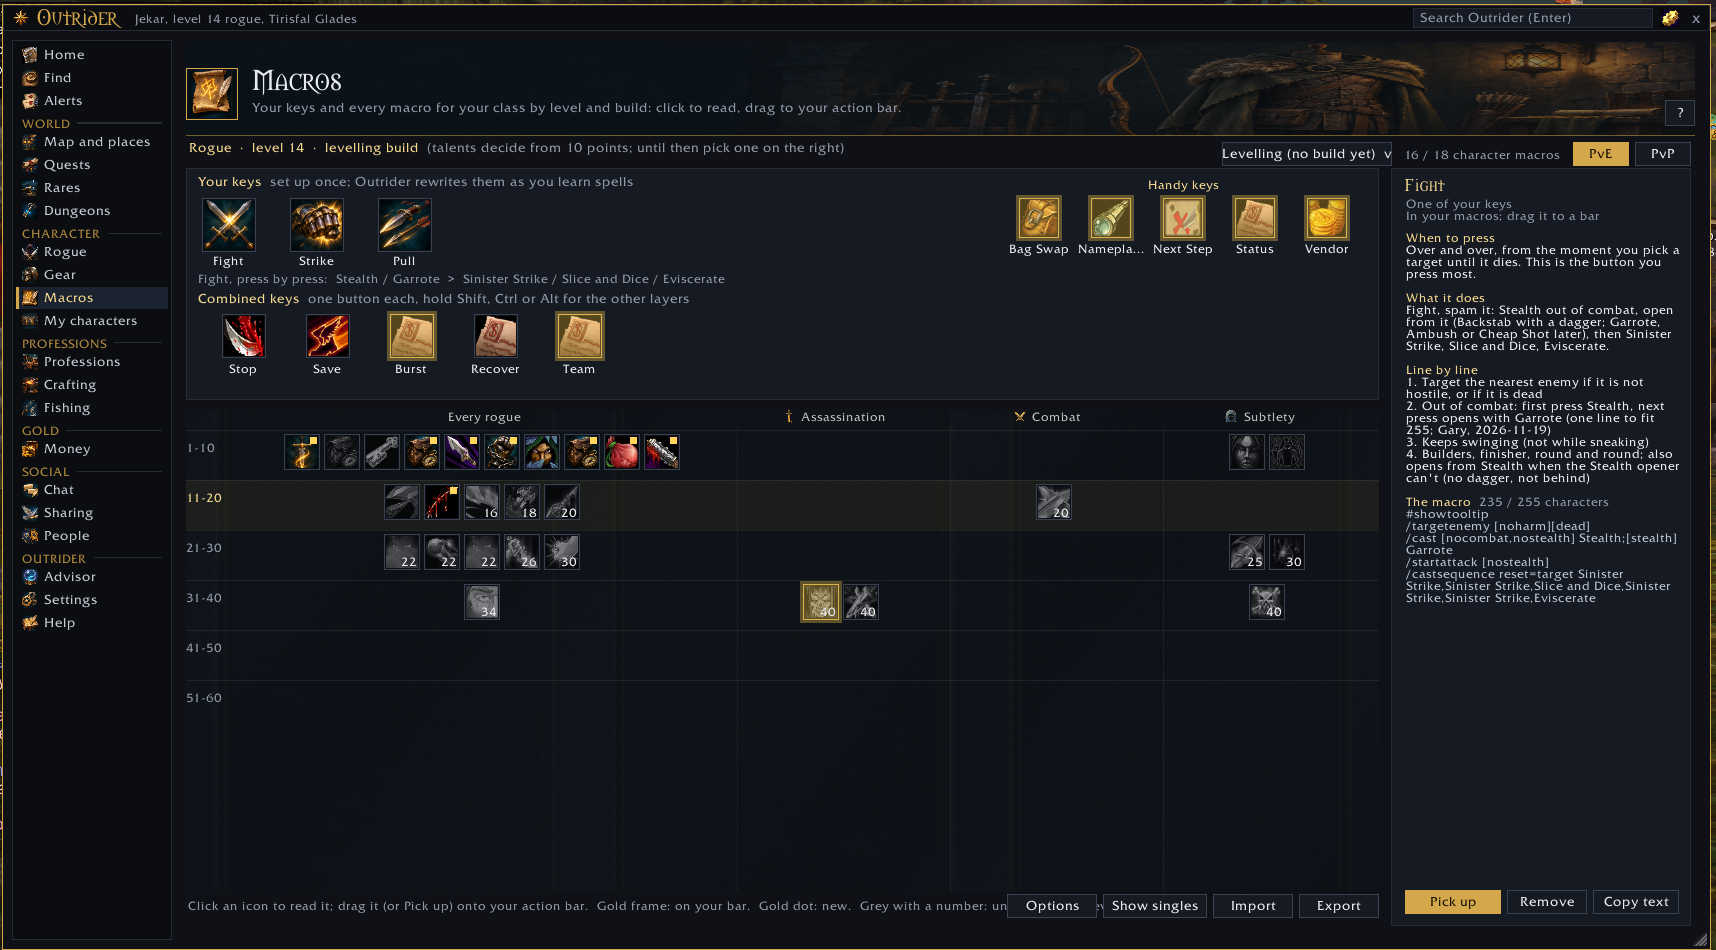 Outrider
Jekar, level 14 rogue, Tirisfal Glades
Search Outrider (Enter)
x
Home
Find
Alerts
WORLD
Map and places
Quests
Rares
Dungeons
CHARACTER
Rogue
Gear
Macros
My characters
PROFESSIONS
Professions
Crafting
Fishing
GOLD
Money
SOCIAL
Chat
Sharing
People
OUTRIDER
Advisor
Settings
Help
Macros
Your keys and every macro for your class by level and build: click to read, drag to your action bar.
?
Rogue · level 14 · levelling build (talents decide from 10 points; until then pick one on the right)
Levelling (no build yet) v
16 / 18 character macros
PvE
PvP
Your keys set up once; Outrider rewrites them as you learn spells
Fight
Strike
Pull
Handy keys
Bag Swap
Namepla...
Next Step
Status
Vendor
Fight, press by press: Stealth / Garrote > Sinister Strike / Slice and Dice / Eviscerate
Combined keys one button each, hold Shift, Ctrl or Alt for the other layers
Stop
Save
Burst
Recover
Team
Every rogue
Assassination
Combat
Subtlety
1-10
11-20
16
18
20
20
21-30
22
22
22
26
30
25
30
31-40
34
40
40
40
41-50
51-60
Click an icon to read it; drag it (or Pick up) onto your action bar. Gold frame: on your bar. Gold dot: new. Grey with a number: un
Options
Show singles
Import
Export
Fight
One of your keys
In your macros; drag it to a bar
When to press
Over and over, from the moment you pick a
target until it dies. This is the button you
press most.
What it does
Fight, spam it: Stealth out of combat, open
from it (Backstab with a dagger; Garrote,
Ambush or Cheap Shot later), then Sinister
Strike, Slice and Dice, Eviscerate.
Line by line
1. Target the nearest enemy if it is not
hostile, or if it is dead
2. Out of combat: first press Stealth, next
press opens with Garrote (one line to fit
255; Gary, 2026-11-19)
3. Keeps swinging (not while sneaking)
4. Builders, finisher, round and round; also
opens from Stealth when the Stealth opener
can't (no dagger, not behind)
The macro 235 / 255 characters
#showtooltip
/targetenemy [noharm][dead]
/cast [nocombat,nostealth] Stealth;[stealth]
Garrote
/startattack [nostealth]
/castsequence reset=target Sinister
Strike,Sinister Strike,Slice and Dice,Sinister
Strike,Sinister Strike,Eviscerate
Pick up
Remove
Copy text